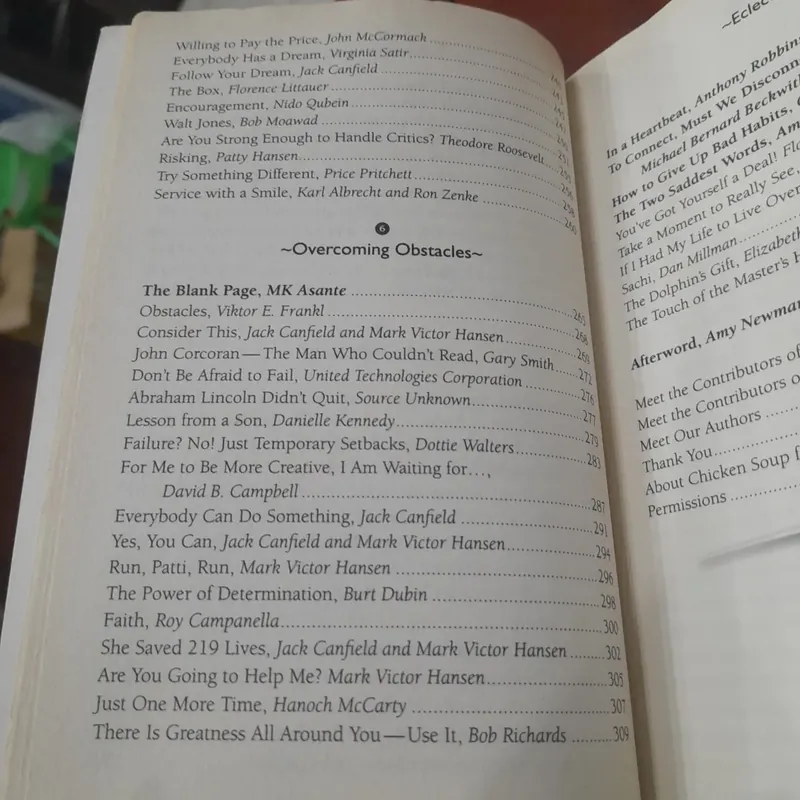 Willing to Pay the Price, John McCormack
Everybody Has a Dream, Virginia Satir
Follow Your Dream, Jack Canfield
The Box, Florence Littauer
Encouragement, Nido Qubein
Walt Jones, Bob Moawad
Are You Strong Enough to Handle Critics? Theodore Roosevelt
Risking, Patty Hansen
Try Something Different, Price Pritchett
Service with a Smile, Karl Albrecht and Ron Zenke ..... 260
6
~Overcoming Obstacles~
The Blank Page, MK Asante ..... 263
Obstacles, Viktor E. Frankl ..... 268
Consider This, Jack Canfield and Mark Victor Hansen ..... 269
John Corcoran—The Man Who Couldn't Read, Gary Smith ..... 272
Don't Be Afraid to Fail, United Technologies Corporation ..... 276
Abraham Lincoln Didn't Quit, Source Unknown ..... 277
Lesson from a Son, Danielle Kennedy ..... 279
Failure? No! Just Temporary Setbacks, Dottie Walters ..... 283
For Me to Be More Creative, I Am Waiting for...,
David B. Campbell ..... 287
Everybody Can Do Something, Jack Canfield ..... 291
Yes, You Can, Jack Canfield and Mark Victor Hansen ..... 294
Run, Patti, Run, Mark Victor Hansen ..... 296
The Power of Determination, Burt Dubin ..... 298
Faith, Roy Campanella ..... 300
She Saved 219 Lives, Jack Canfield and Mark Victor Hansen ..... 302
Are You Going to Help Me? Mark Victor Hansen ..... 305
Just One More Time, Hanoch McCarty ..... 307
There Is Greatness All Around You—Use It, Bob Richards ..... 309
~Eclec
In a Heartbeat, Anthony Robbins
To Connect, Must We Disconn
Michael Bernard Beckwith
How to Give Up Bad Habits,
The Two Saddest Words, Am
You've Got Yourself a Deal! Flo
Take a Moment to Really See,
If I Had My Life to Live Over
Sachi, Dan Millman
The Dolphin's Gift, Elizabeth
The Touch of the Master's H
Afterword, Amy Newmar
Meet the Contributors of
Meet the Contributors o
Meet Our Authors
Thank You
About Chicken Soup f
Permissions